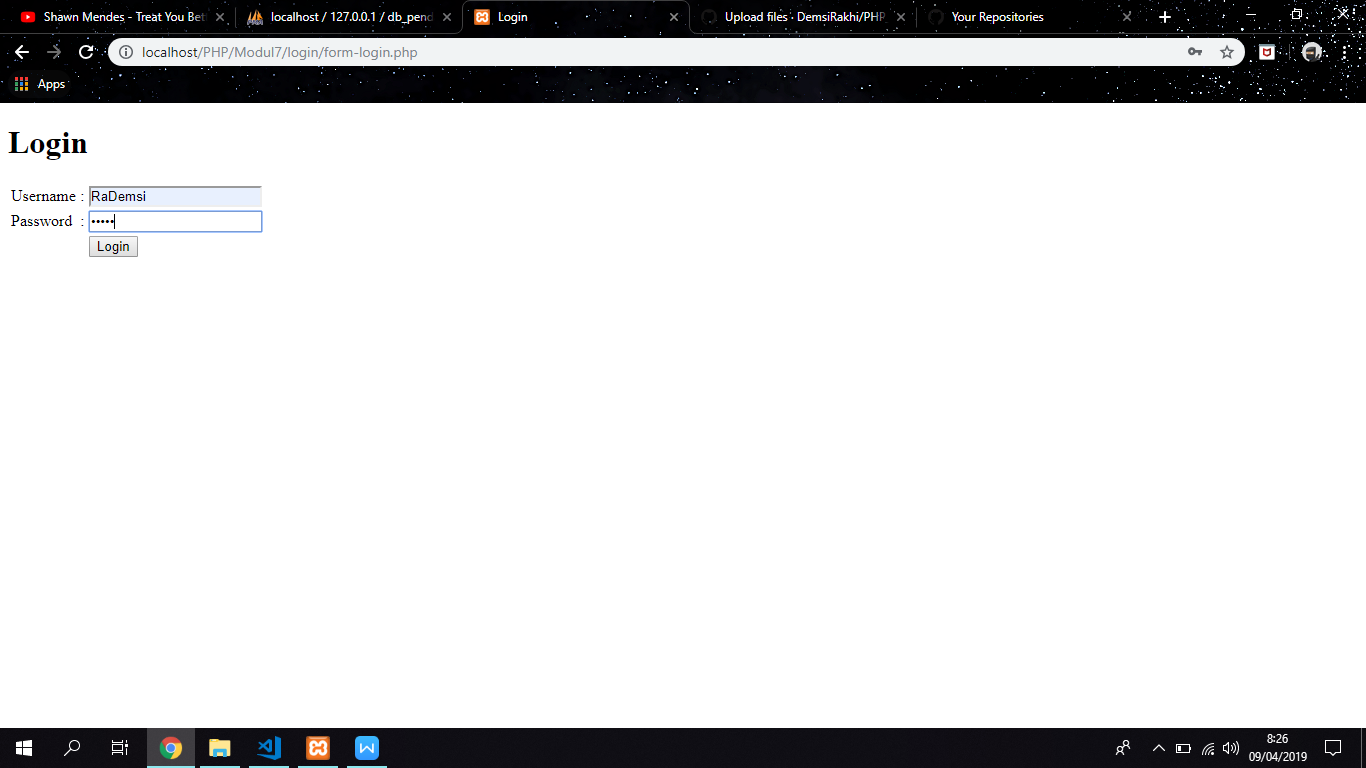 Shawn Mendes - Treat You Bet
localhost / 127.0.0.1 / db_pend
Login
Upload files · DemsiRakhi/PHP
Your Repositories
localhost/PHP/Modul7/login/form-login.php
Apps
Login
Username : RaDemsi
Password : •••••
Login
8:26
09/04/2019